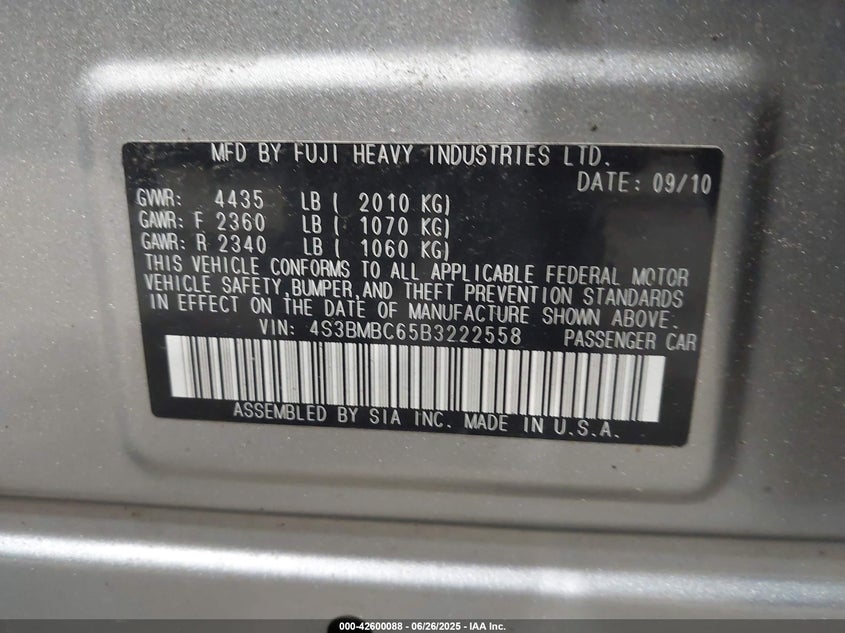 MFD BY FUJI HEAVY INDUSTRIES LTD.
DATE: 09/10
GVWR: 4435 LB ( 2010 KG)
GAWR: F 2360 LB ( 1070 KG)
GAWR: R 2340 LB ( 1060 KG)
THIS VEHICLE CONFORMS TO ALL APPLICABLE FEDERAL MOTOR
VEHICLE SAFETY, BUMPER, AND THEFT PREVENTION STANDARDS
IN EFFECT ON THE DATE OF MANUFACTURE SHOWN ABOVE.
VIN: 4S3BMBC65B3222558 PASSENGER CAR
ASSEMBLED BY SIA INC. MADE IN U.S.A.
000-42600088 - 06/26/2025 - IAA Inc.